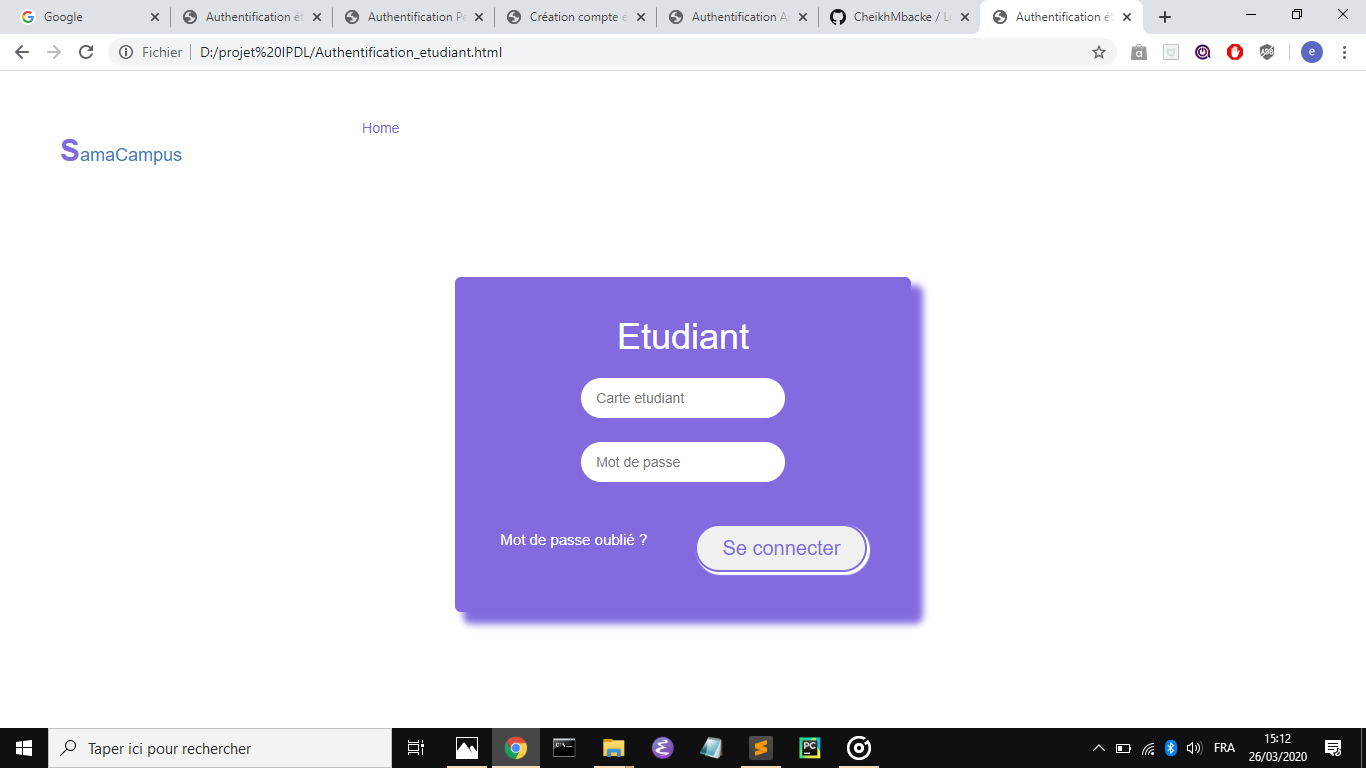 Google
Authentification ét
Authentification Pe
Création compte é
Authentification A
CheikhMbacke / L
Authentification ét
Fichier
D:/projet%20IPDL/Authentification_etudiant.html
e
Home
SamaCampus
Etudiant
Carte etudiant
Mot de passe
Mot de passe oublié ?
Se connecter
Taper ici pour rechercher
PC
FRA
15:12
26/03/2020